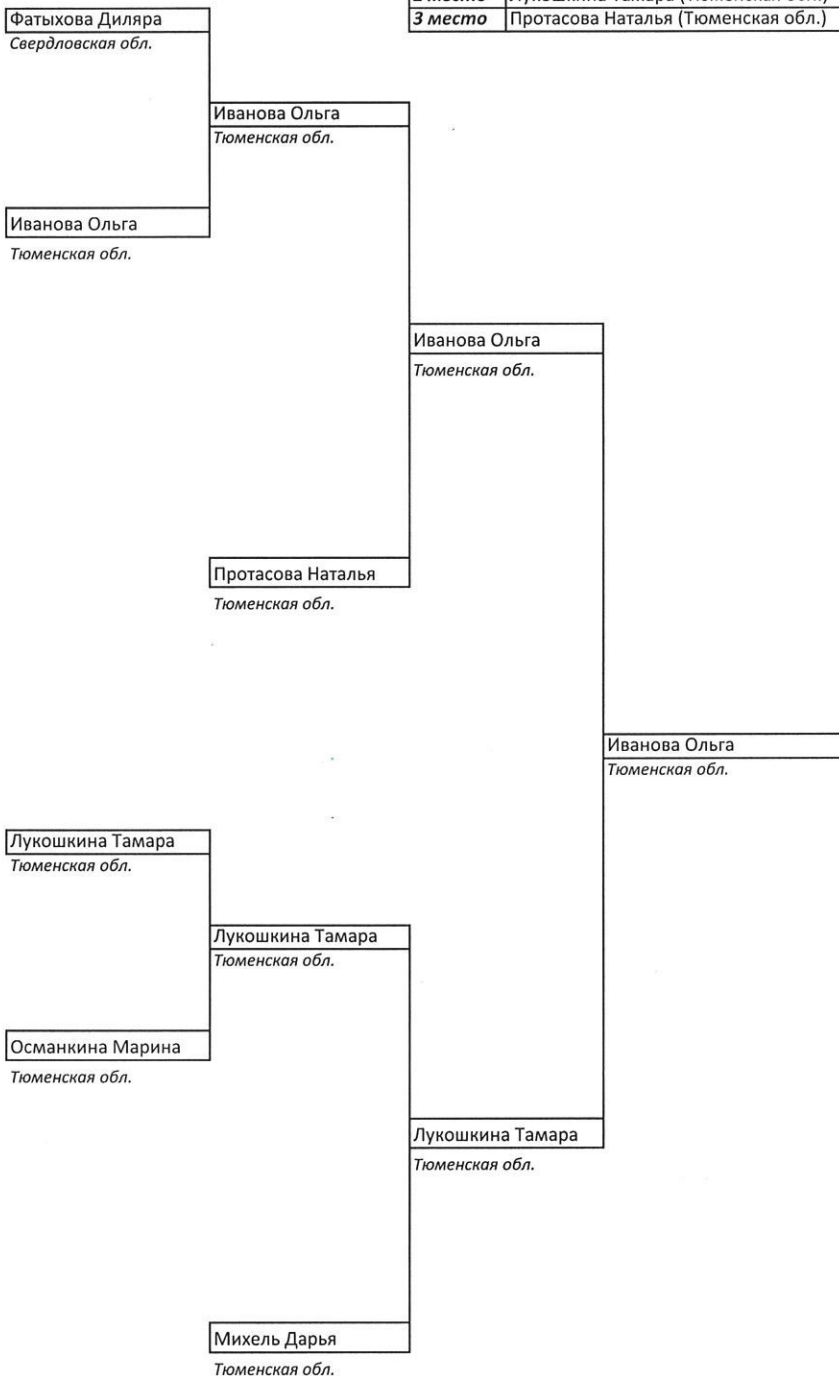 Фатыхова Диляра
Свердловская обл.
3 место Протасова Наталья (Тюменская обл.)
Иванова Ольга
Тюменская обл.
Иванова Ольга
Тюменская обл.
Иванова Ольга
Тюменская обл.
Протасова Наталья
Тюменская обл.
Иванова Ольга
Тюменская обл.
Лукошкина Тамара
Тюменская обл.
Лукошкина Тамара
Тюменская обл.
Османкина Марина
Тюменская обл.
Лукошкина Тамара
Тюменская обл.
Михель Дарья
Тюменская обл.